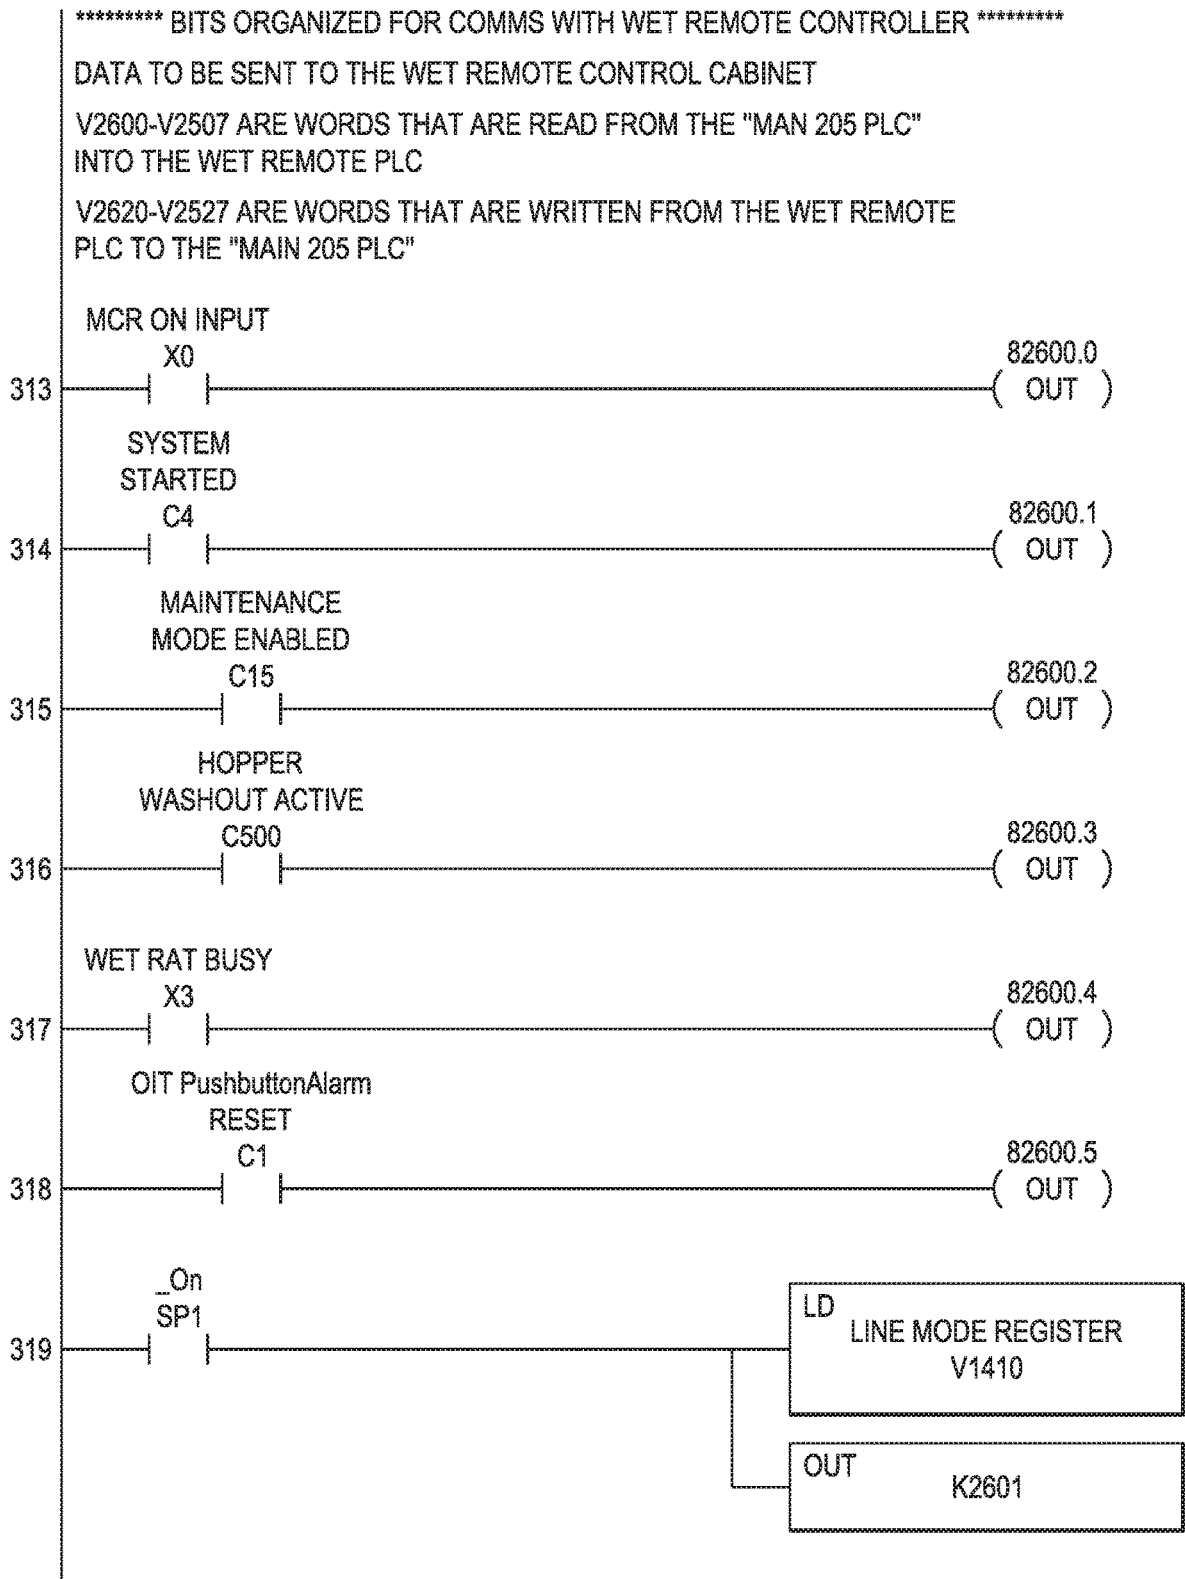 ********* BITS ORGANIZED FOR COMMS WITH WET REMOTE CONTROLLER *********
DATA TO BE SENT TO THE WET REMOTE CONTROL CABINET
V2600-V2507 ARE WORDS THAT ARE READ FROM THE "MAN 205 PLC"
INTO THE WET REMOTE PLC
V2620-V2527 ARE WORDS THAT ARE WRITTEN FROM THE WET REMOTE
PLC TO THE "MAIN 205 PLC"
MCR ON INPUT
X0
82600.0
313
( OUT )
SYSTEM
STARTED
C4
82600.1
314
( OUT )
MAINTENANCE
MODE ENABLED
C15
82600.2
315
( OUT )
HOPPER
WASHOUT ACTIVE
C500
82600.3
316
( OUT )
WET RAT BUSY
X3
82600.4
317
( OUT )
OIT PushbuttonAlarm
RESET
C1
82600.5
318
( OUT )
_On
SP1
319
LD
LINE MODE REGISTER
V1410
OUT
K2601